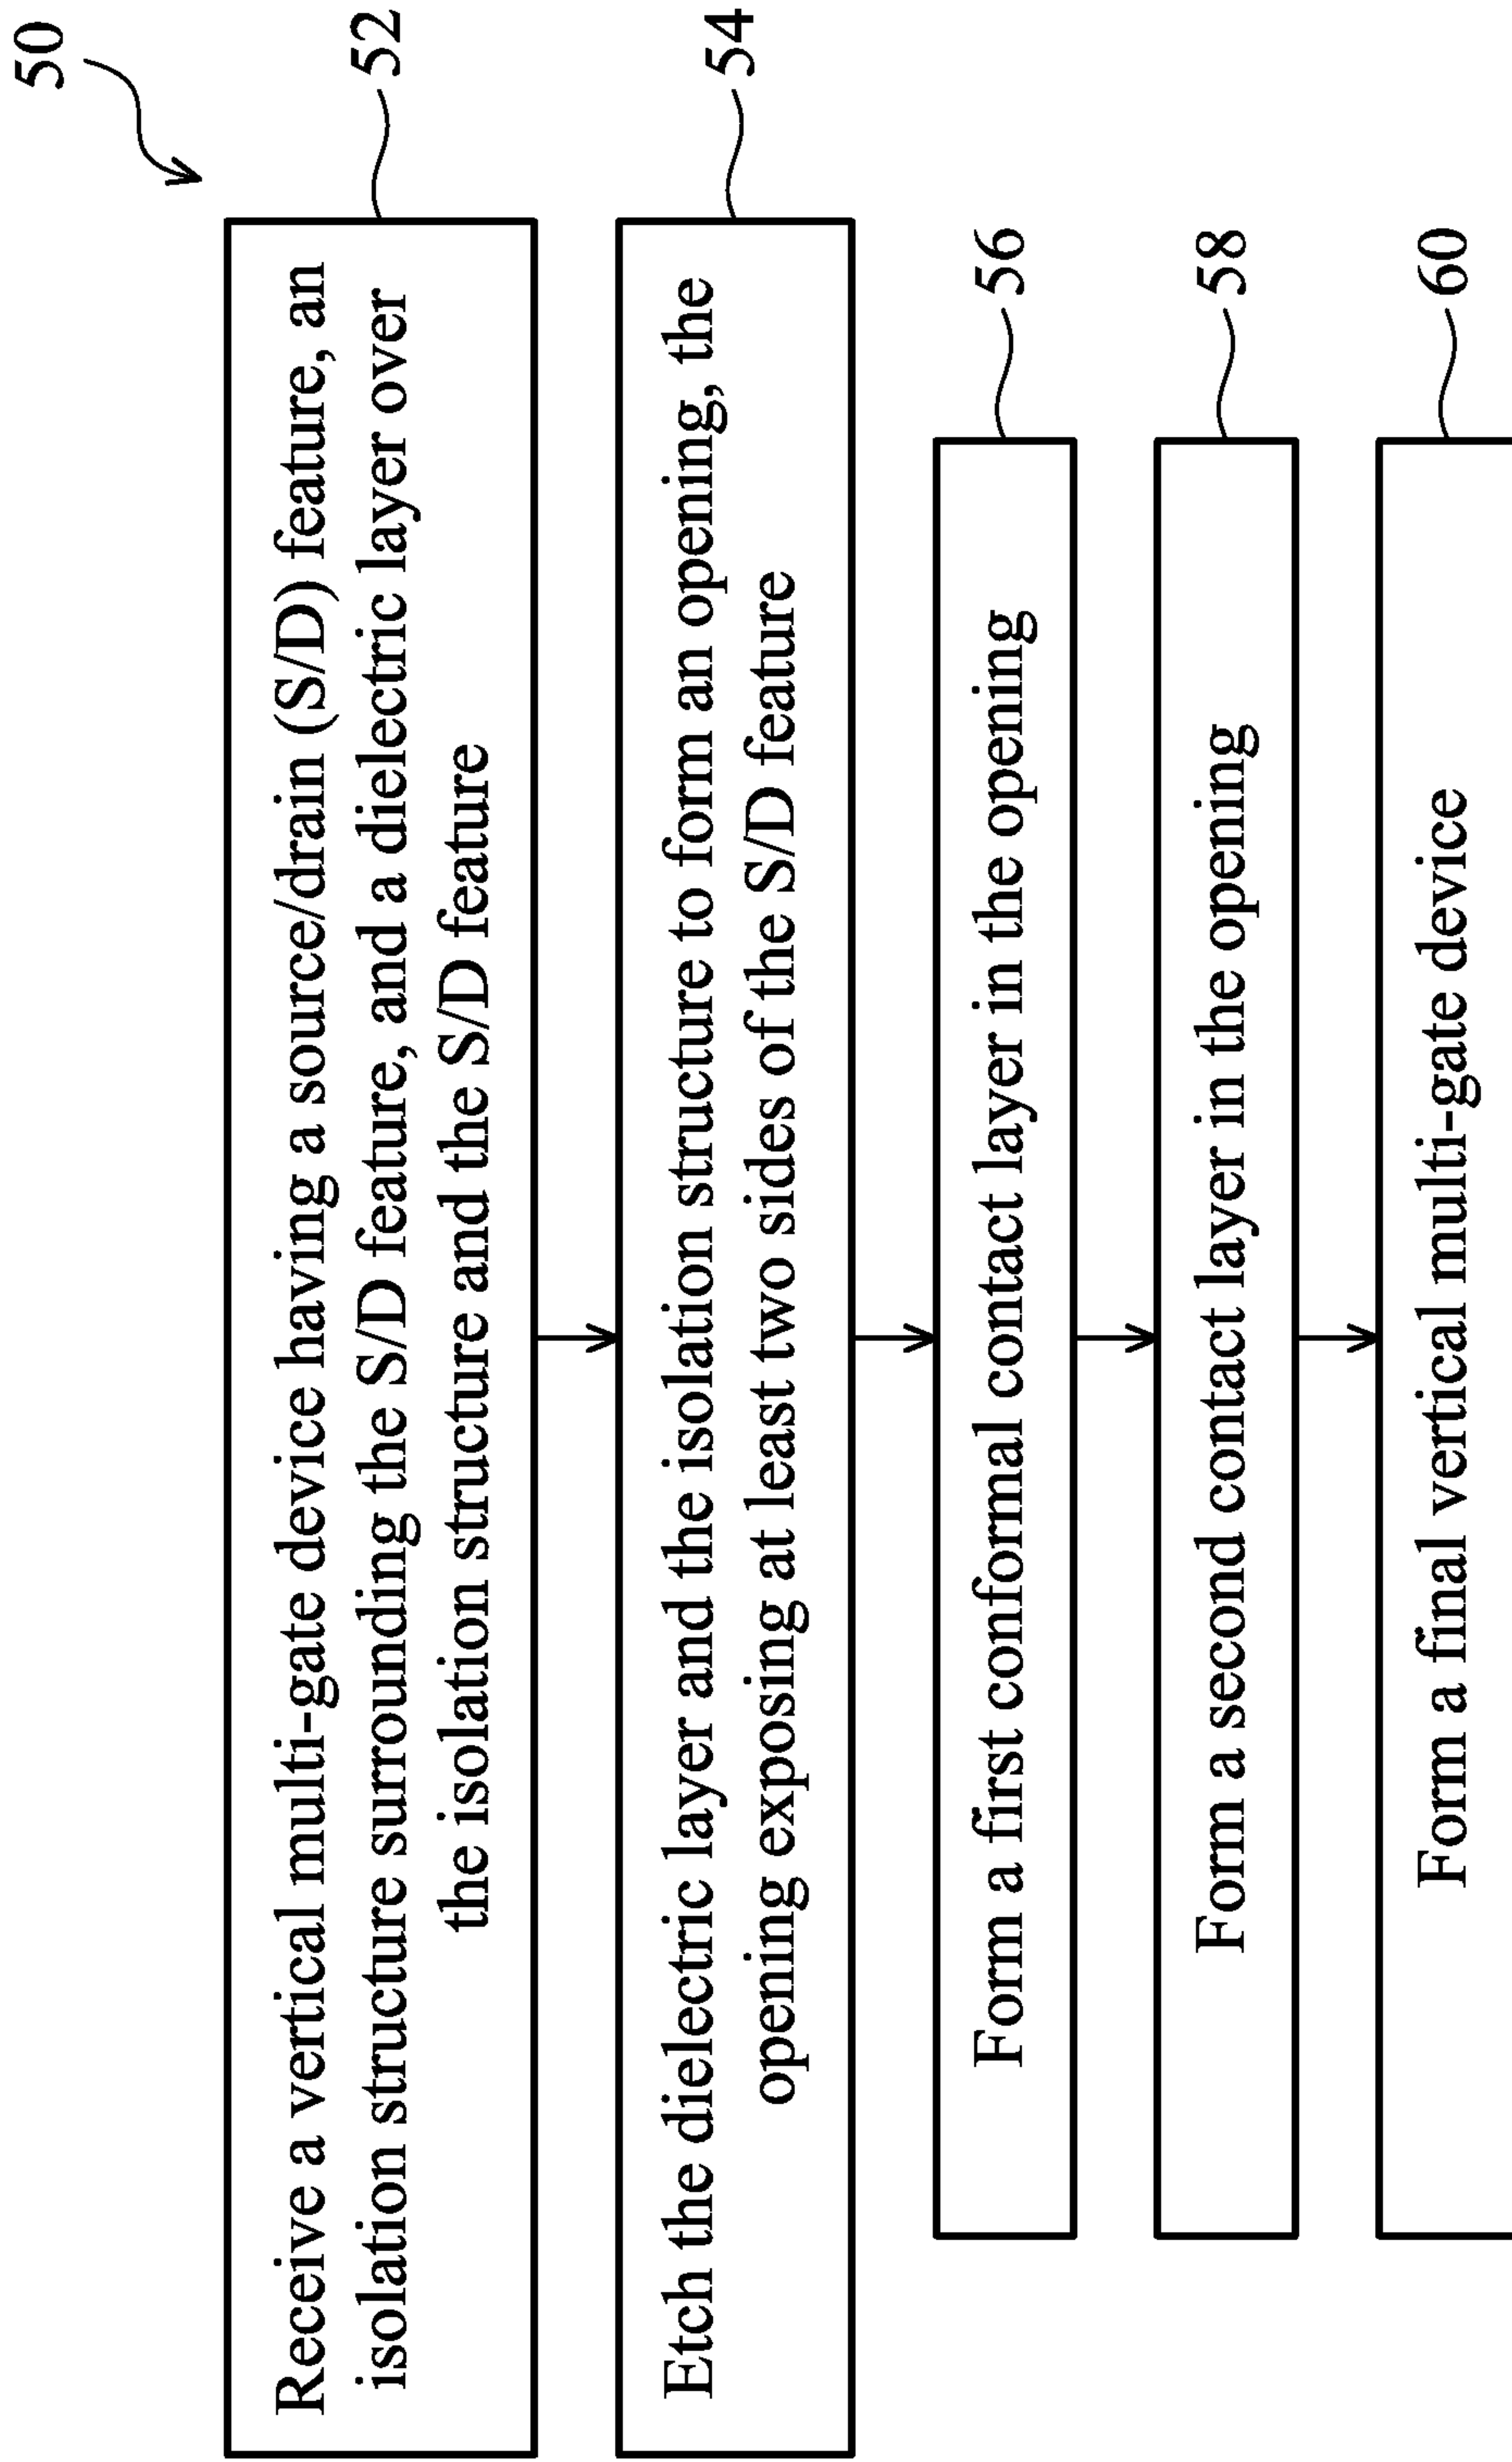 50
Receive a vertical multi-gate device having a source/drain (S/D) feature, an
isolation structure surrounding the S/D feature, and a dielectric layer over
the isolation structure and the S/D feature
52
Etch the dielectric layer and the isolation structure to form an opening, the
opening exposing at least two sides of the S/D feature
54
Form a first conformal contact layer in the opening
56
Form a second contact layer in the opening
58
Form a final vertical multi-gate device
60